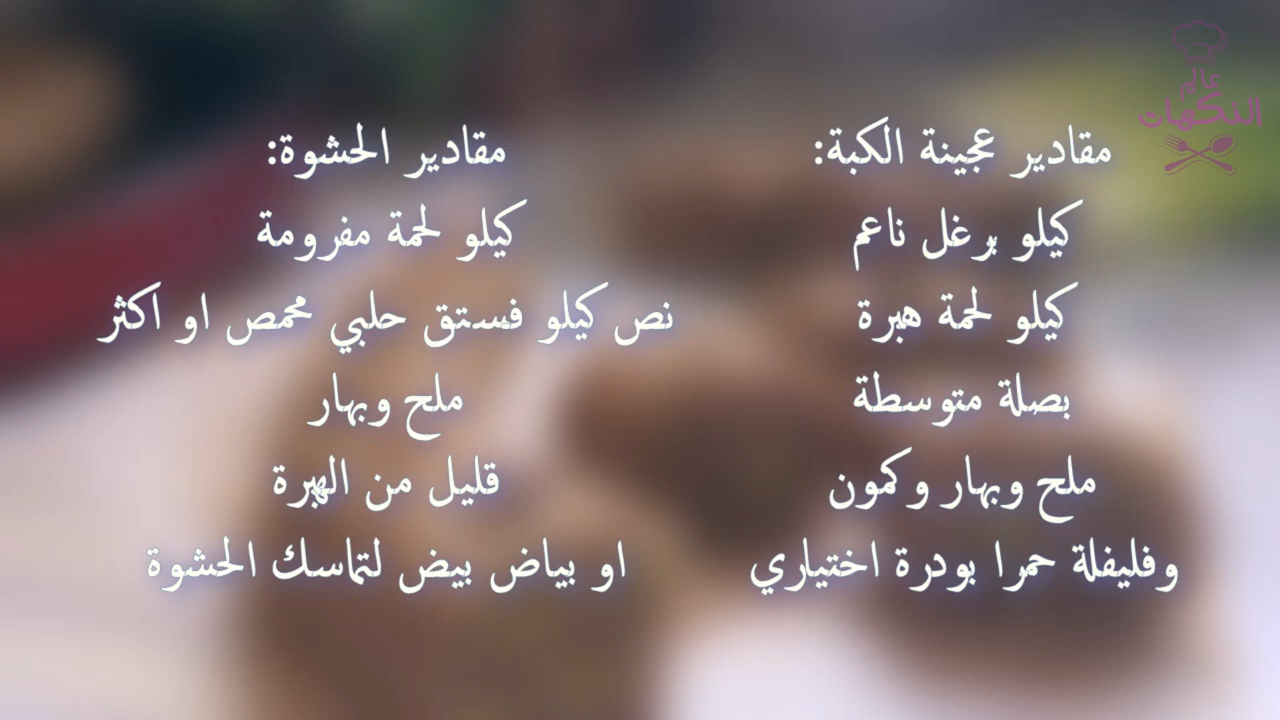 عالم
النكهات
مقادير عجينة الكبة:
كيلو برغل ناعم
كيلو لحمة هبرة
بصلة متوسطة
ملح وبهار وكمون
وفليفلة حمرا بودرة اختياري
مقادير الحشوة:
كيلو لحمة مفرومة
نص كيلو فستق حلبي محمص او اكثر
ملح وبهار
قليل من الهبرة
او بياض بيض لتماسك الحشوة